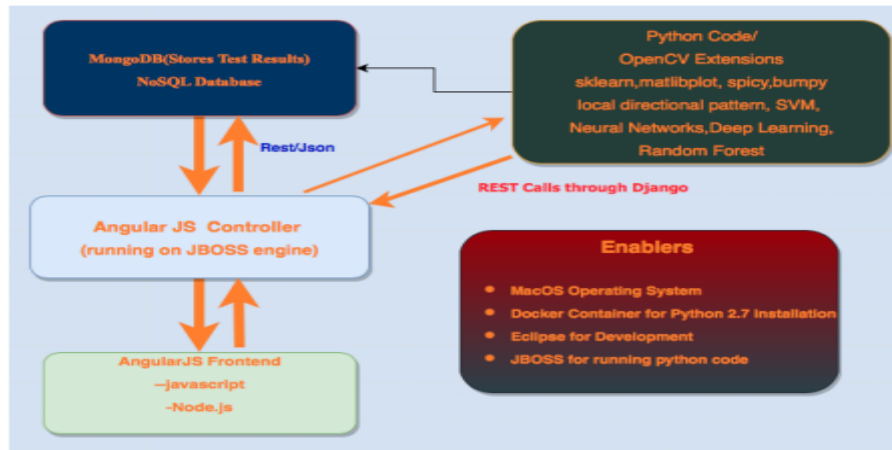 MongoDB(Stores Test Results)
NoSQL Database
Python Code/
OpenCV Extensions
sklearn,matlibplot, spicy,bumpy
local directional pattern, SVM,
Neural Networks,Deep Learning,
Random Forest
Rest/Json
REST Calls through Django
Angular JS Controller
(running on JBOSS engine)
Enablers
• MacOS Operating System
• Docker Container for Python 2.7 Installation
• Eclipse for Development
• JBOSS for running python code
AngularJS Frontend
--javascript
-Node.js